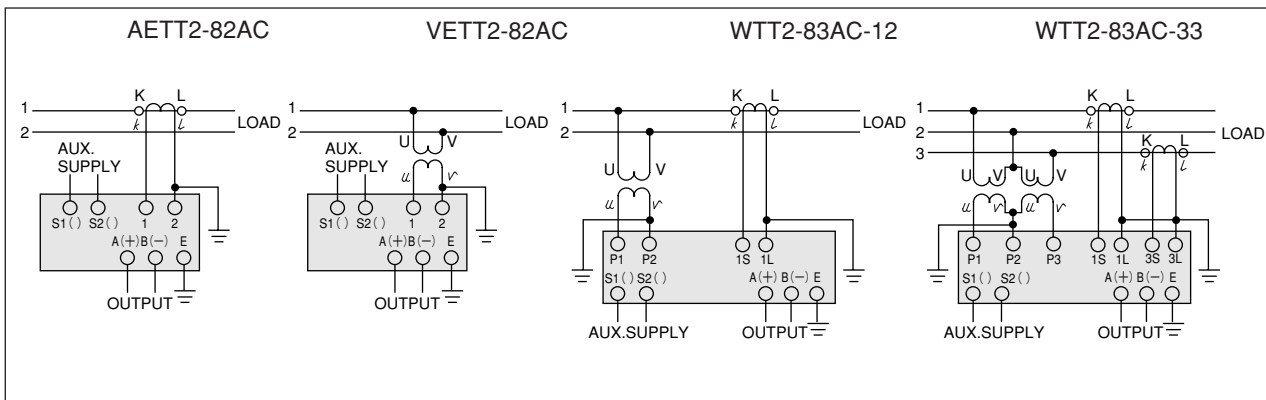 AETT2-82AC
K L
1
k ℓ
2 LOAD
AUX.
SUPPLY
S1( ) S2( ) 1 2
A(+) B(−) E
OUTPUT
VETT2-82AC
1
2 LOAD
U V
AUX.
SUPPLY
u v
S1( ) S2( ) 1 2
A(+) B(−) E
OUTPUT
WTT2-83AC-12
K L
1
k ℓ
2 LOAD
U V
u v
P1 P2 1S 1L
S1( ) S2( ) A(+) B(−) E
AUX.SUPPLY OUTPUT
WTT2-83AC-33
K L
1
k ℓ
2 LOAD
K L
3
k ℓ
U V U V
u v u v
P1 P2 P3 1S 1L 3S 3L
S1( ) S2( ) A(+) B(−) E
AUX.SUPPLY OUTPUT